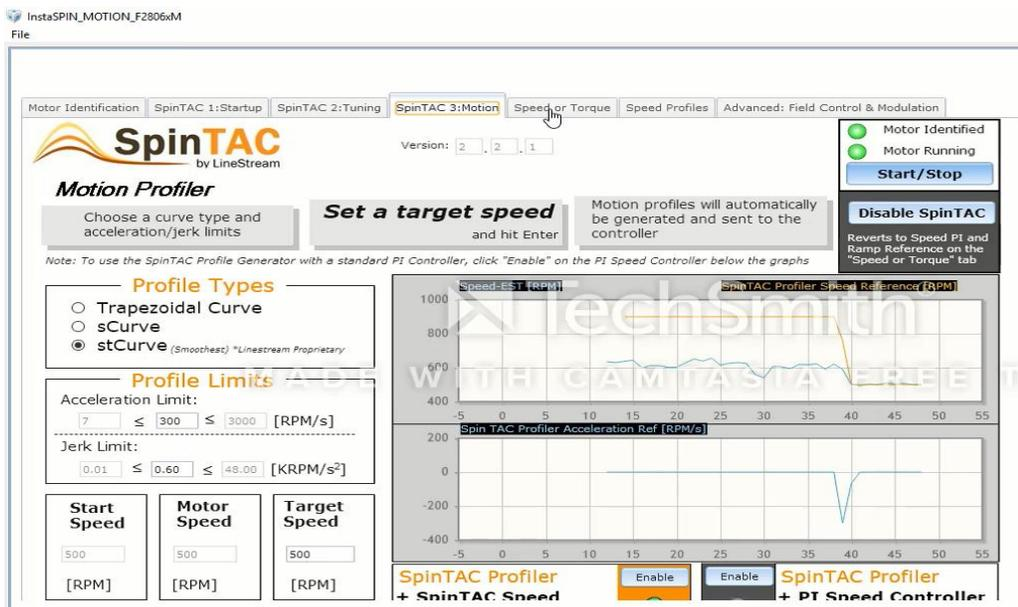 InstaSPIN_MOTION_F2806xM
File
Motor Identification SpinTAC 1:Startup SpinTAC 2:Tuning SpinTAC 3:Motion Speed or Torque Speed Profiles Advanced: Field Control & Modulation
SpinTAC
by LineStream
Version: 2 . 2 . 1
Motor Identified
Motor Running
Start/Stop
Motion Profiler
Choose a curve type and
acceleration/jerk limits
Set a target speed
and hit Enter
Motion profiles will automatically
be generated and sent to the
controller
Disable SpinTAC
Reverts to Speed PI and
Ramp Reference on the
"Speed or Torque" tab
Note: To use the SpinTAC Profile Generator with a standard PI Controller, click "Enable" on the PI Speed Controller below the graphs
Profile Types
Trapezoidal Curve
sCurve
stCurve (Smoothest) *Linestream Proprietary
Profile Limits
Acceleration Limit:
7 ≤ 300 ≤ 3000 [RPM/s]
Jerk Limit:
0.01 ≤ 0.60 ≤ 48.00 [KRPM/s²]
Start
Speed
500
[RPM]
Motor
Speed
500
[RPM]
Target
Speed
500
[RPM]
Speed-EST [RPM] SpinTAC Profiler Speed Reference [RPM]
1000
800
600
400
-5 0 5 10 15 20 25 30 35 40 45 50 55
TechSmith®
MADE WITH CAMTASIA FREE T
Spin TAC Profiler Acceleration Ref [RPM/s]
200
0
-200
-400
-5 0 5 10 15 20 25 30 35 40 45 50 55
SpinTAC Profiler
+ SpinTAC Speed
Enable
Enable
SpinTAC Profiler
+ PI Speed Controller